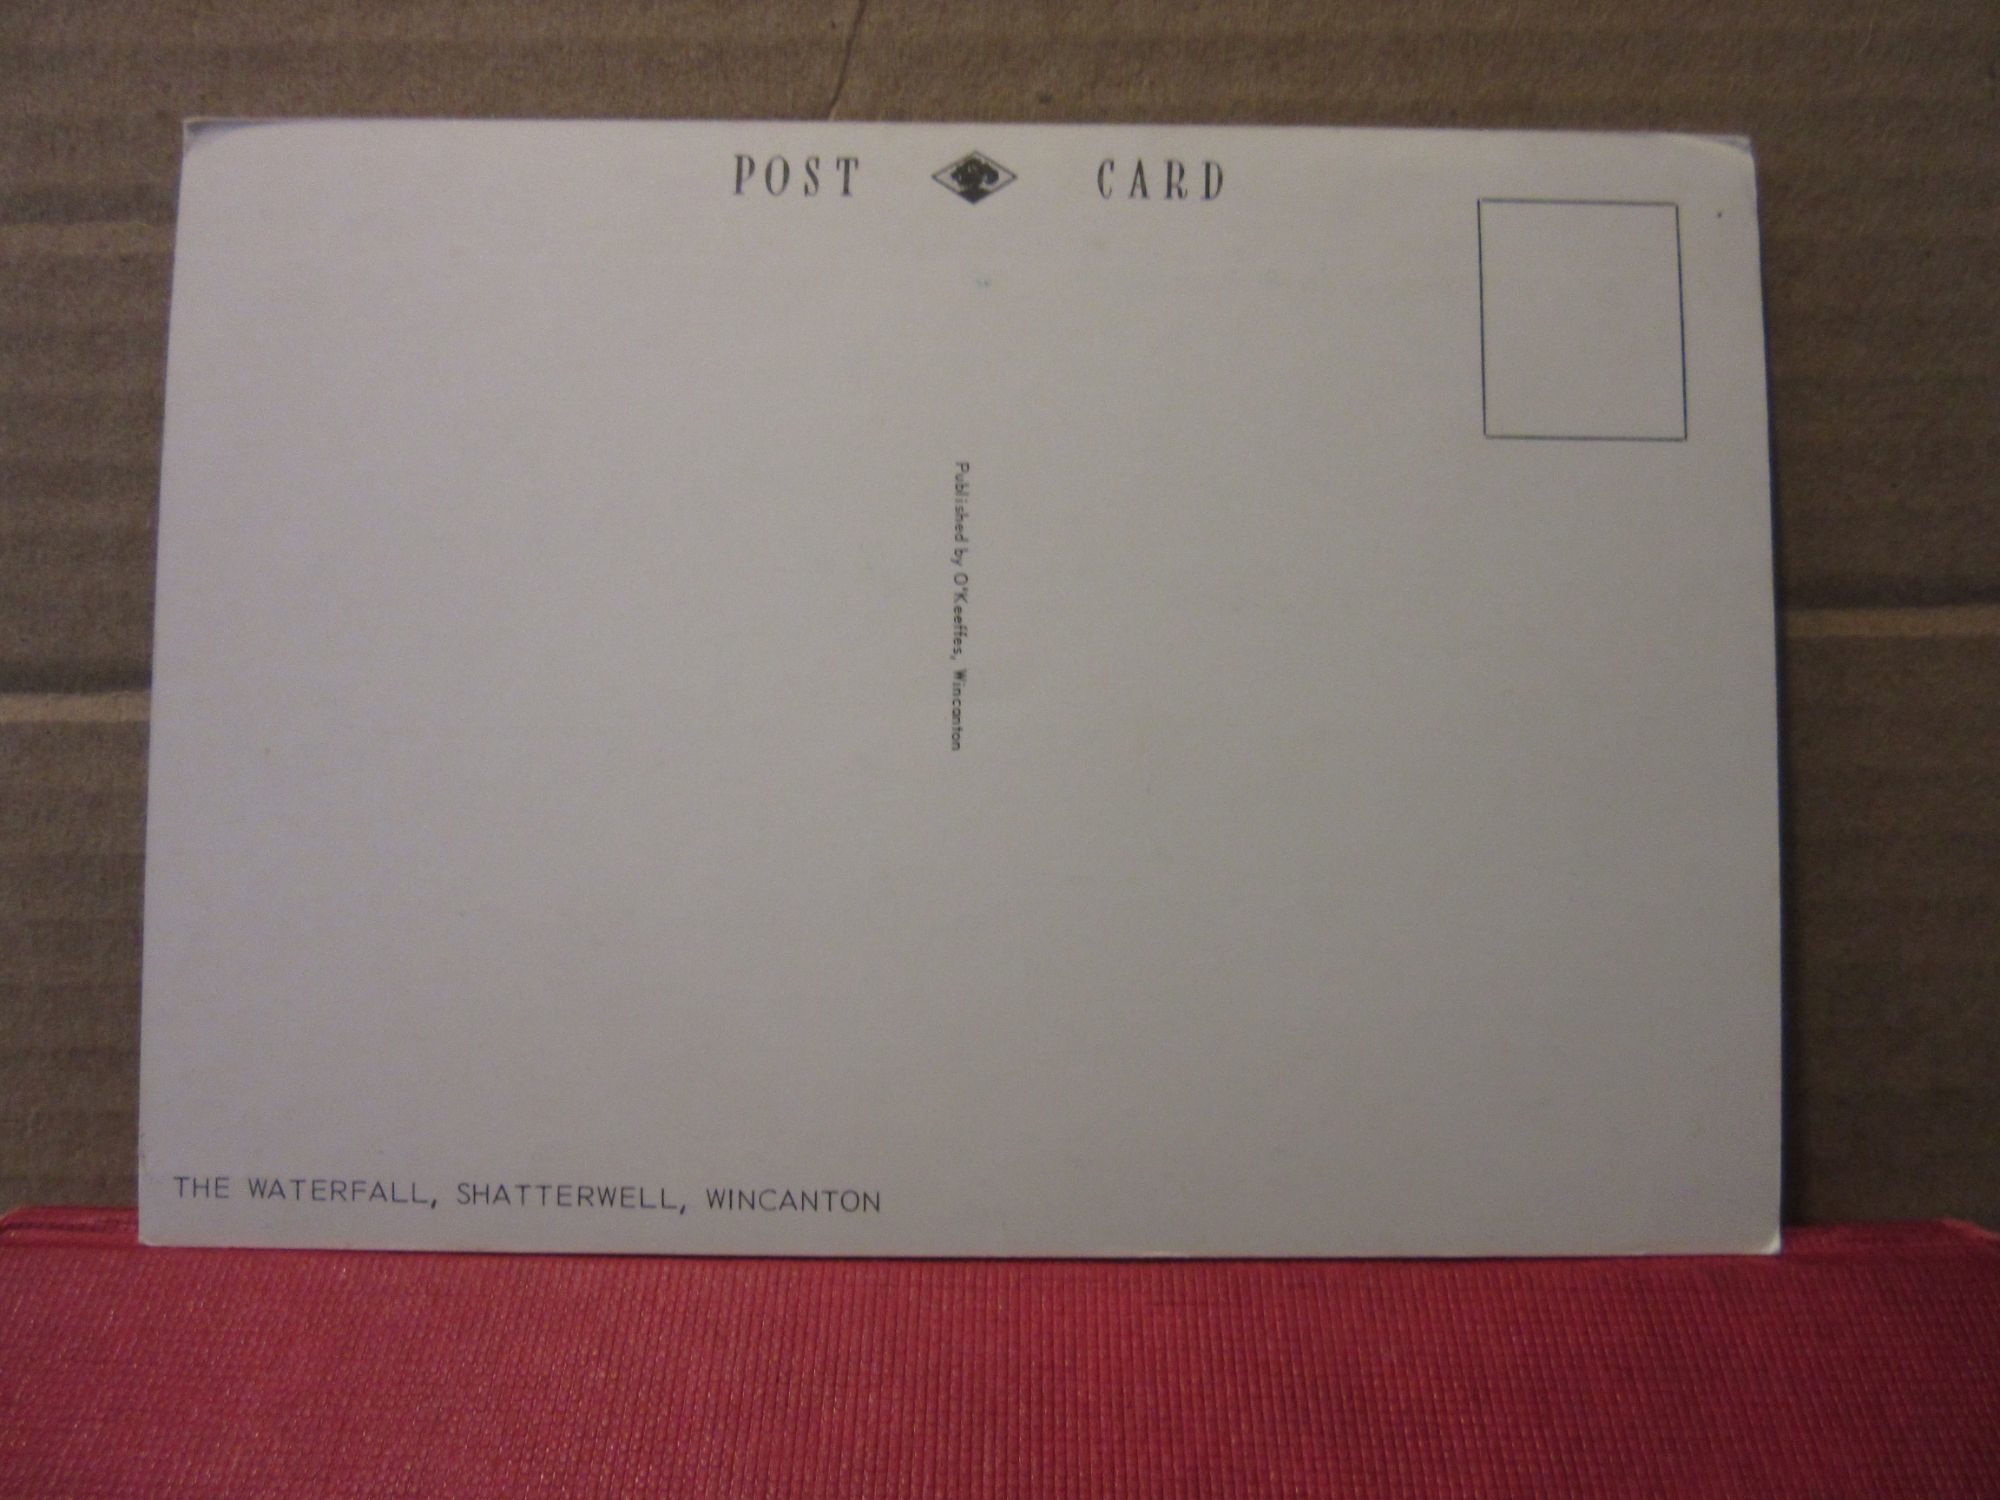 POST CARD
Published by O'Keeffes, Wincanton
THE WATERFALL, SHATTERWELL, WINCANTON